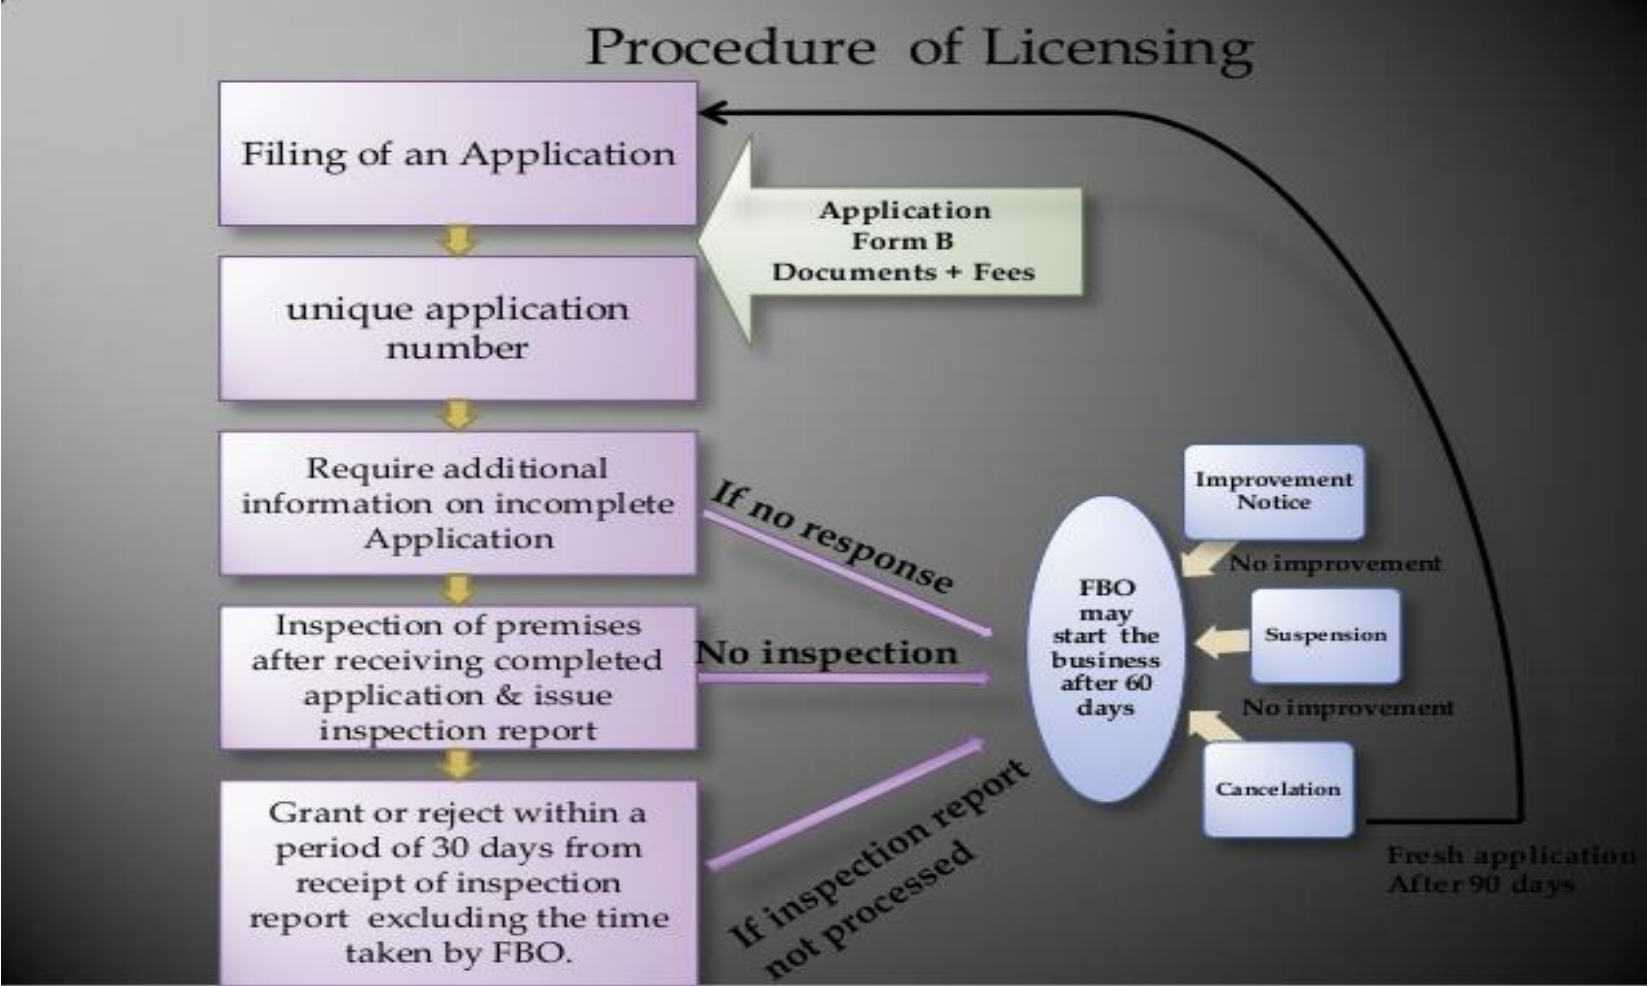 Procedure of Licensing
Filing of an Application
Application
Form B
Documents + Fees
unique application
number
Require additional
information on incomplete
Application
If no response
Inspection of premises
after receiving completed
application & issue
inspection report
No inspection
Grant or reject within a
period of 30 days from
receipt of inspection
report excluding the time
taken by FBO.
If inspection report
not processed
FBO
may
start the
business
after 60
days
Improvement
Notice
No improvement
Suspension
No improvement
Cancelation
Fresh application
After 90 days